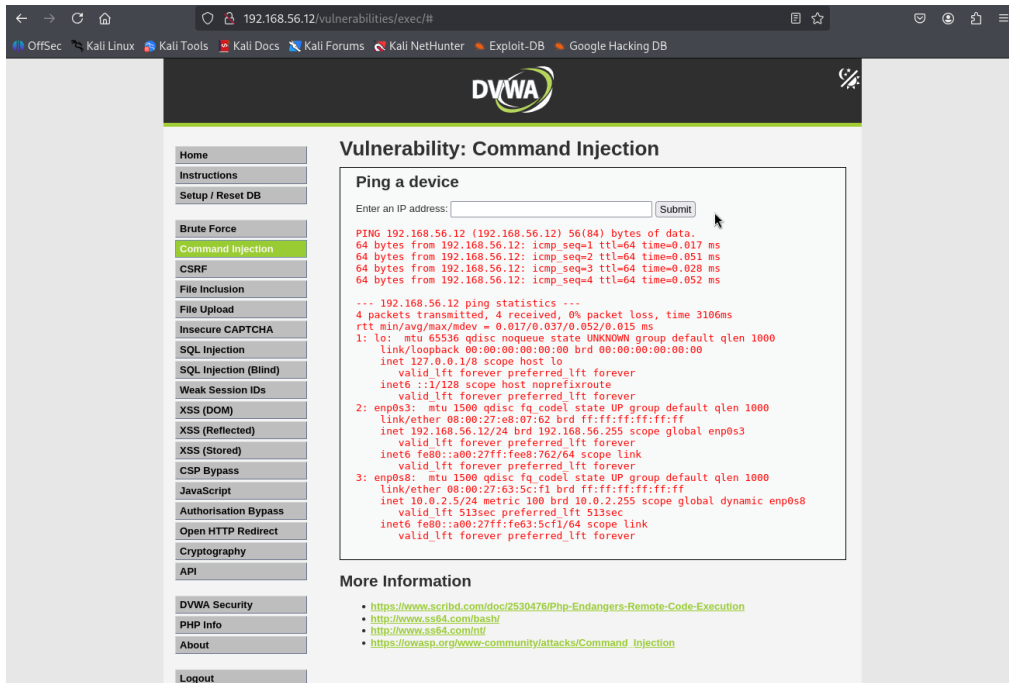 192.168.56.12/vulnerabilities/exec/#
OffSec Kali Linux Kali Tools Kali Docs Kali Forums Kali NetHunter Exploit-DB Google Hacking DB
DVWA
Home
Instructions
Setup / Reset DB
Brute Force
Command Injection
CSRF
File Inclusion
File Upload
Insecure CAPTCHA
SQL Injection
SQL Injection (Blind)
Weak Session IDs
XSS (DOM)
XSS (Reflected)
XSS (Stored)
CSP Bypass
JavaScript
Authorisation Bypass
Open HTTP Redirect
Cryptography
API
DVWA Security
PHP Info
About
Logout
Vulnerability: Command Injection
Ping a device
Enter an IP address: Submit
PING 192.168.56.12 (192.168.56.12) 56(84) bytes of data.
64 bytes from 192.168.56.12: icmp_seq=1 ttl=64 time=0.017 ms
64 bytes from 192.168.56.12: icmp_seq=2 ttl=64 time=0.051 ms
64 bytes from 192.168.56.12: icmp_seq=3 ttl=64 time=0.028 ms
64 bytes from 192.168.56.12: icmp_seq=4 ttl=64 time=0.052 ms
--- 192.168.56.12 ping statistics ---
4 packets transmitted, 4 received, 0% packet loss, time 3106ms
rtt min/avg/max/mdev = 0.017/0.037/0.052/0.015 ms
1: lo:  mtu 65536 qdisc noqueue state UNKNOWN group default qlen 1000
    link/loopback 00:00:00:00:00:00 brd 00:00:00:00:00:00
    inet 127.0.0.1/8 scope host lo
       valid_lft forever preferred_lft forever
    inet6 ::1/128 scope host noprefixroute
       valid_lft forever preferred_lft forever
2: enp0s3:  mtu 1500 qdisc fq_codel state UP group default qlen 1000
    link/ether 08:00:27:e8:07:62 brd ff:ff:ff:ff:ff:ff
    inet 192.168.56.12/24 brd 192.168.56.255 scope global enp0s3
       valid_lft forever preferred_lft forever
    inet6 fe80::a00:27ff:fee8:762/64 scope link
       valid_lft forever preferred_lft forever
3: enp0s8:  mtu 1500 qdisc fq_codel state UP group default qlen 1000
    link/ether 08:00:27:63:5c:f1 brd ff:ff:ff:ff:ff:ff
    inet 10.0.2.5/24 metric 100 brd 10.0.2.255 scope global dynamic enp0s8
       valid_lft 513sec preferred_lft 513sec
    inet6 fe80::a00:27ff:fe63:5cf1/64 scope link
       valid_lft forever preferred_lft forever
More Information
https://www.scribd.com/doc/2530476/Php-Endangers-Remote-Code-Execution
http://www.ss64.com/bash/
http://www.ss64.com/nt/
https://owasp.org/www-community/attacks/Command_Injection